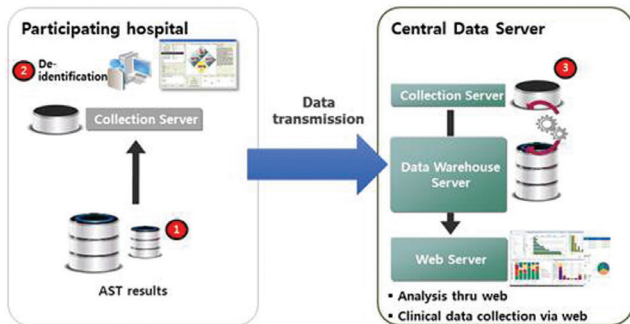 Participating hospital
2
De-
identification
Collection Server
1
AST results
Data
transmission
Central Data Server
3
Collection Server
Data Warehouse
Server
Web Server
▪ Analysis thru web
▪ Clinical data collection via web